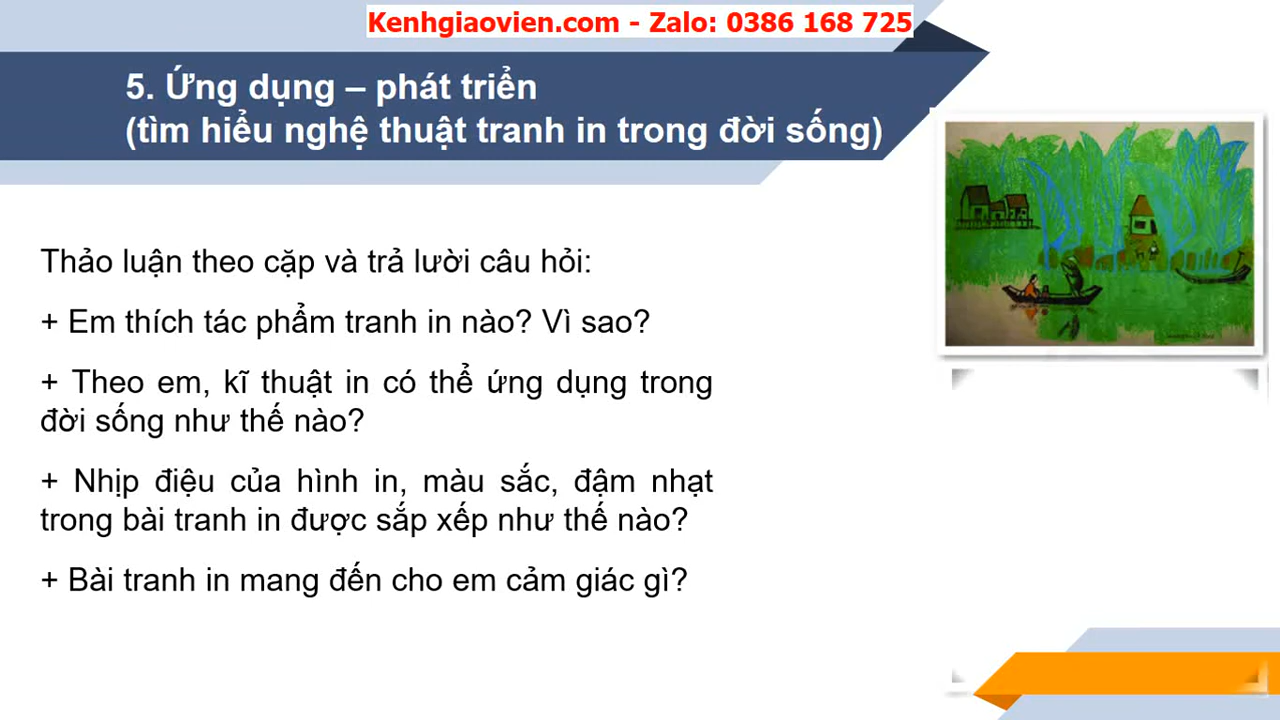 Kenhgiaovien.com - Zalo: 0386 168 725
5. Ứng dụng – phát triển
(tìm hiểu nghệ thuật tranh in trong đời sống)
Thảo luận theo cặp và trả lười câu hỏi:
+ Em thích tác phẩm tranh in nào? Vì sao?
+ Theo em, kĩ thuật in có thể ứng dụng trong
đời sống như thế nào?
+ Nhịp điệu của hình in, màu sắc, đậm nhạt
trong bài tranh in được sắp xếp như thế nào?
+ Bài tranh in mang đến cho em cảm giác gì?